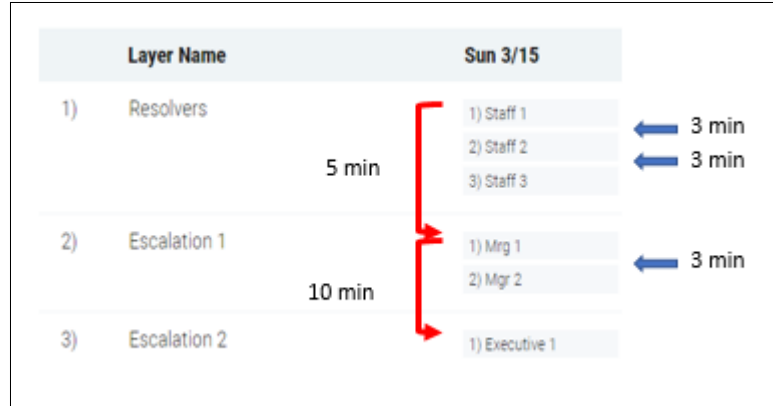 Layer Name Sun 3/15
1) Resolvers 1) Staff 1
3 min
2) Staff 2
3 min
5 min
3) Staff 3
2) Escalation 1 1) Mrg 1
3 min
2) Mgr 2
10 min
3) Escalation 2 1) Executive 1